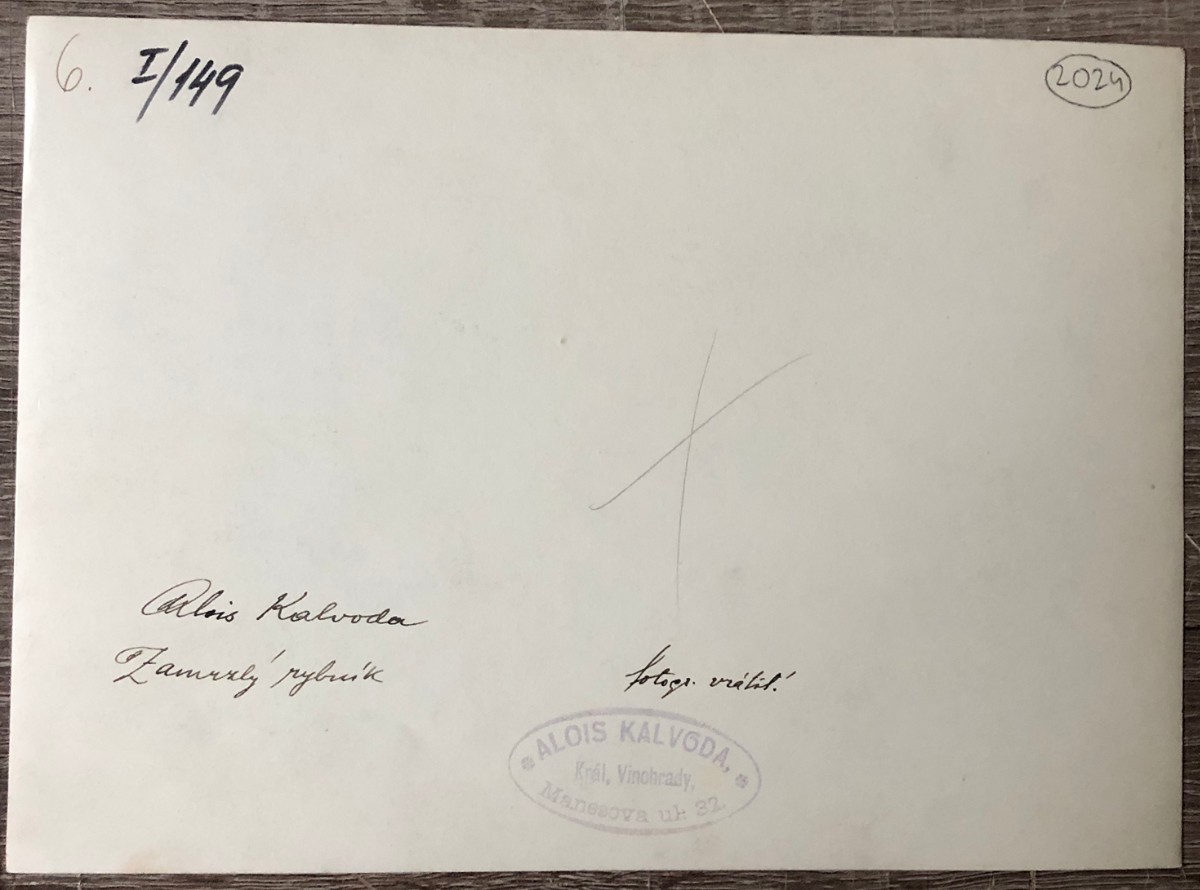 6.
I/149
2024
Alois Kalvoda
Zamrzlý rybník
fotogr. vrátit!
ALOIS KALVODA,
Král, Vinohrady,
Manesova ul. 32.